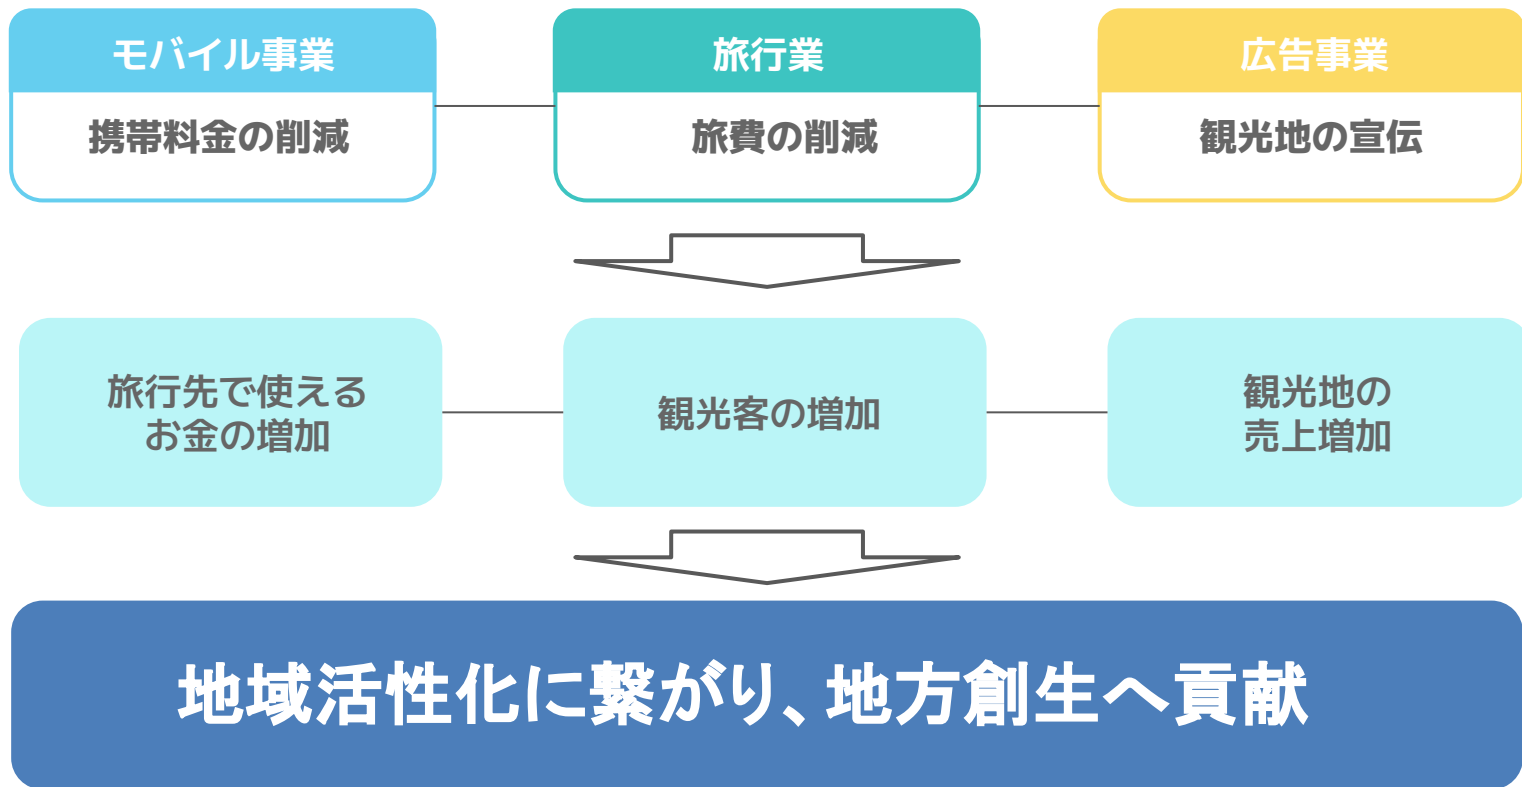 モバイル事業
旅行業
広告事業
携帯料金の削減
旅費の削減
観光地の宣伝
旅行先で使える
お金の増加
観光客の増加
観光地の
売上増加
地域活性化に繋がり、地方創生へ貢献